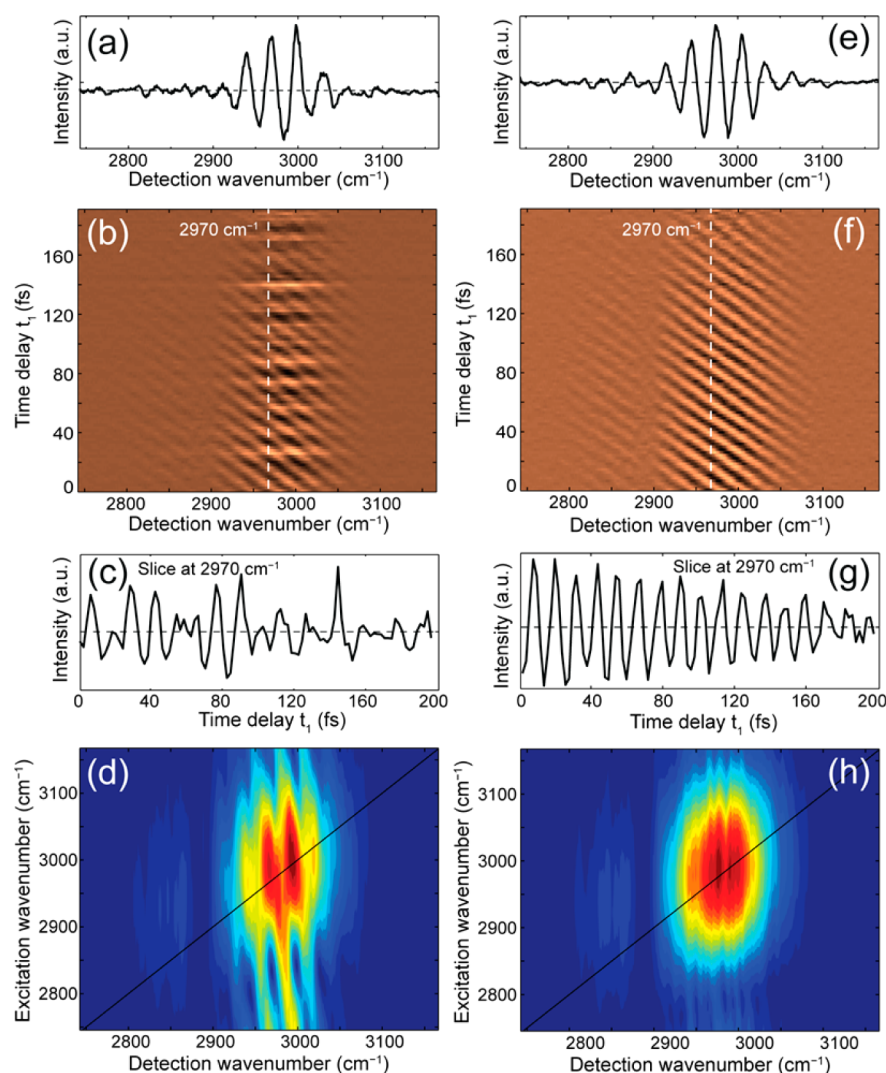 (a)
Intensity (a.u.)
2800 2900 3000 3100
Detection wavenumber (cm⁻¹)
(b)
2970 cm⁻¹
Time delay t₁ (fs)
160
120
80
40
0
2800 2900 3000 3100
Detection wavenumber (cm⁻¹)
(c)
Slice at 2970 cm⁻¹
Intensity (a.u.)
0 40 80 120 160 200
Time delay t₁ (fs)
(d)
Excitation wavenumber (cm⁻¹)
3100
3000
2900
2800
2800 2900 3000 3100
Detection wavenumber (cm⁻¹)
(e)
Intensity (a.u.)
2800 2900 3000 3100
Detection wavenumber (cm⁻¹)
(f)
2970 cm⁻¹
Time delay t₁ (fs)
160
120
80
40
0
2800 2900 3000 3100
Detection wavenumber (cm⁻¹)
(g)
Slice at 2970 cm⁻¹
Intensity (a.u.)
0 40 80 120 160 200
Time delay t₁ (fs)
(h)
Excitation wavenumber (cm⁻¹)
3100
3000
2900
2800
2800 2900 3000 3100
Detection wavenumber (cm⁻¹)